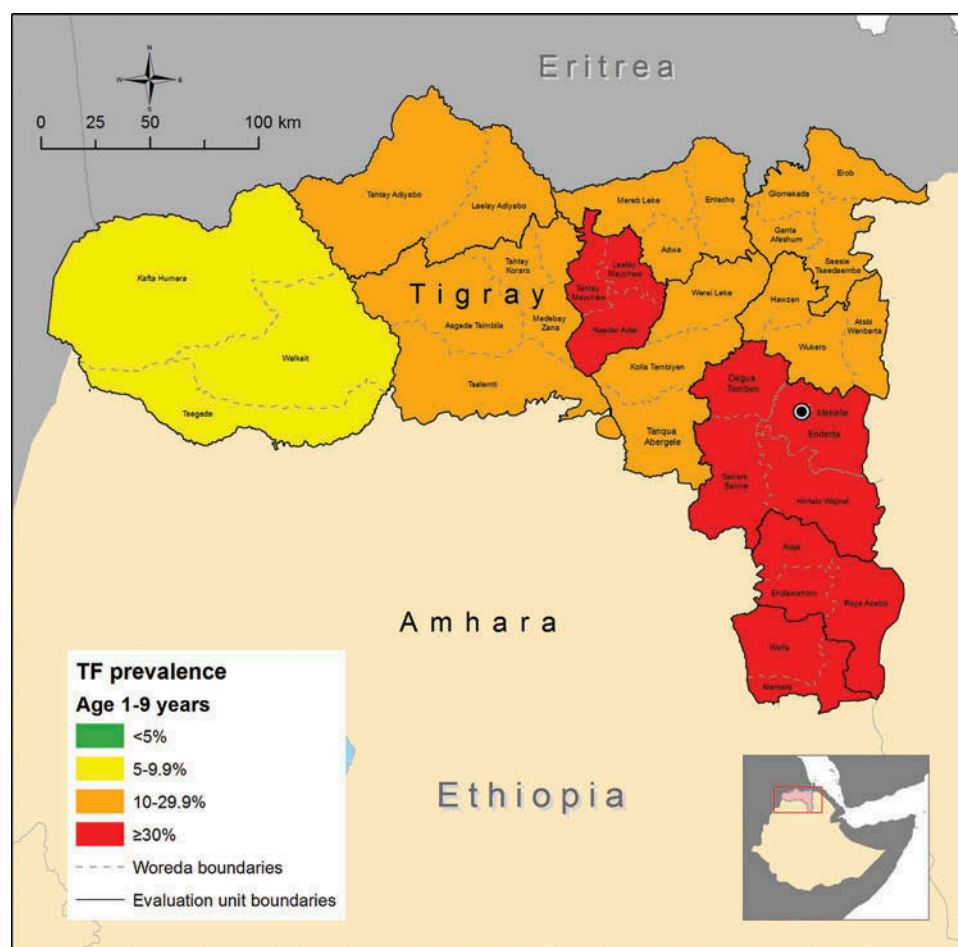 Eritrea
N
W
E
S
0 25 50 100 km
Erob
Tahtay Adiyabo
Glomekada
Mereb Leke
Entecho
Laelay Adiyabo
Ganta
Afeshum
Adwa
Saesie
Tsaedaemba
Kafta Humera
Tahtay
Koraro
Laelay
Maychew
Tigray
Tahtay
Maychew
Werei Leke
Hawzen
Atsbi
Wenberta
Asgede Tsimbila
Medebay
Zana
Naeder Adet
Wukero
Welkait
Kolla Tembiyen
Degua
Temben
Tselemti
Tsegede
Mekelle
Enderta
Tanqua
Abergele
Saharti
Samre
Hintalo Wajirat
Alaje
Endamehoni
Raya Azebo
Amhara
Wefla
Alamata
TF prevalence
Age 1-9 years
<5%
5-9.9%
10-29.9%
≥30%
Woreda boundaries
Evaluation unit boundaries
Ethiopia